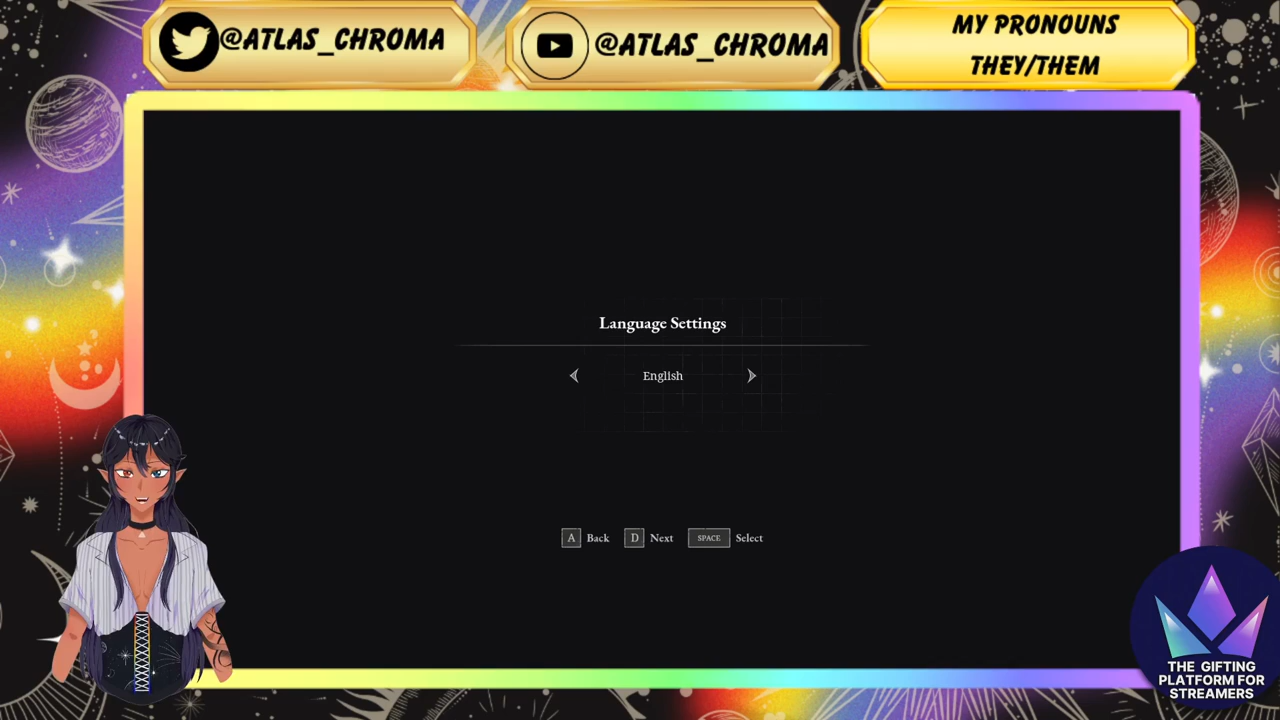 @ATLAS_CHROMA
@ATLAS_CHROMA
MY PRONOUNS
THEY/THEM
Language Settings
English
A Back D Next SPACE Select
THE GIFTING
PLATFORM FOR
STREAMERS